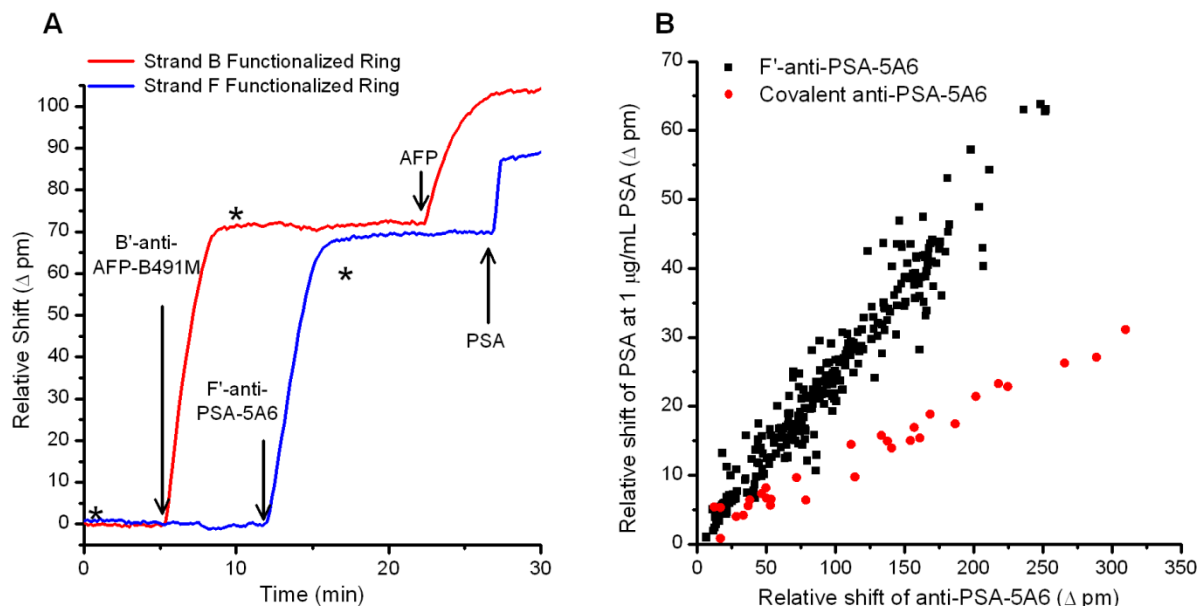 A
Strand B Functionalized Ring
Strand F Functionalized Ring
100
90
80
70
60
50
40
30
20
10
0
Relative Shift (Δ pm)
*
B'-anti-
AFP-B491M
*
F'-anti-
PSA-5A6
*
AFP
PSA
0
10
20
30
Time (min)
B
F'-anti-PSA-5A6
Covalent anti-PSA-5A6
70
60
50
40
30
20
10
0
Relative shift of PSA at 1 μg/mL PSA (Δ pm)
0
50
100
150
200
250
300
350
Relative shift of anti-PSA-5A6 (Δ pm)